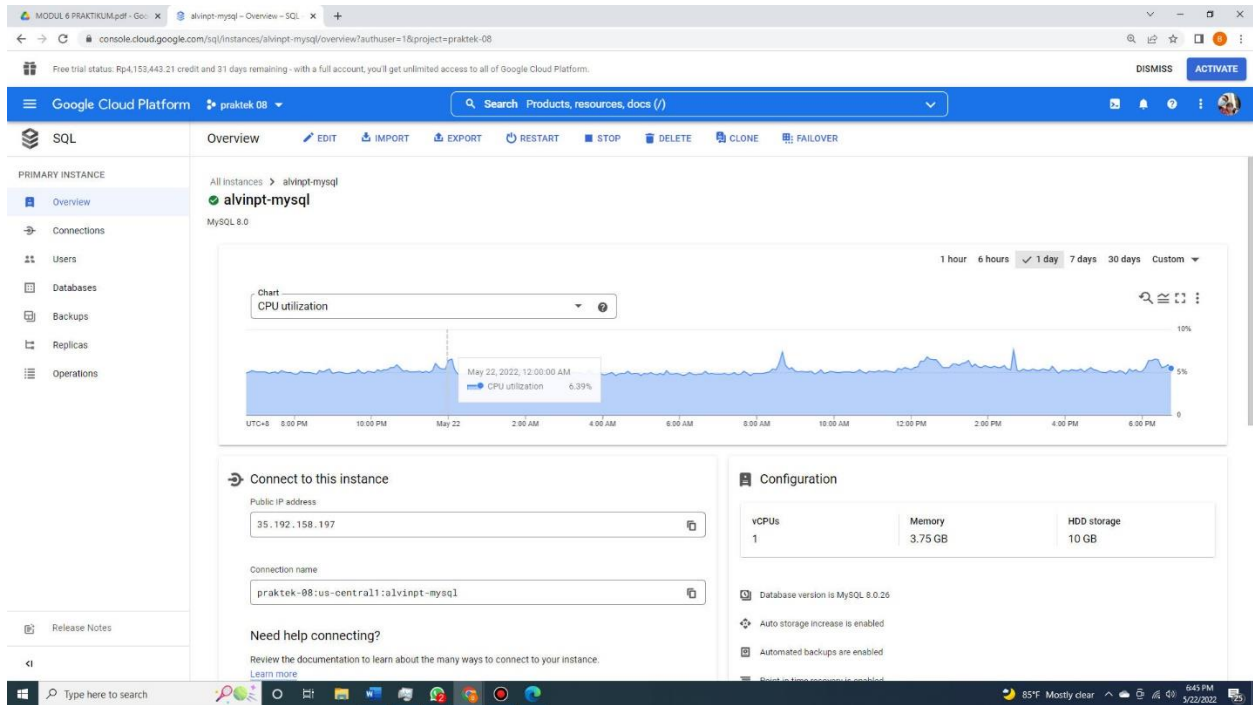 MODUL 6 PRAKTIKUM.pdf - Goo
alvinpt-mysql – Overview – SQL
console.cloud.google.com/sql/instances/alvinpt-mysql/overview?authuser=1&project=praktek-08
Free trial status: Rp4,153,443.21 credit and 31 days remaining - with a full account, you'll get unlimited access to all of Google Cloud Platform.
DISMISS
ACTIVATE
Google Cloud Platform
praktek 08
Search Products, resources, docs (/)
SQL
Overview
EDIT
IMPORT
EXPORT
RESTART
STOP
DELETE
CLONE
FAILOVER
PRIMARY INSTANCE
Overview
Connections
Users
Databases
Backups
Replicas
Operations
Release Notes
All instances > alvinpt-mysql
alvinpt-mysql
MySQL 8.0
1 hour 6 hours 1 day 7 days 30 days Custom
Chart
CPU utilization
10%
5%
0
May 22, 2022, 12:00:00 AM
CPU utilization 6.39%
UTC+8 8:00 PM 10:00 PM May 22 2:00 AM 4:00 AM 6:00 AM 8:00 AM 10:00 AM 12:00 PM 2:00 PM 4:00 PM 6:00 PM
Connect to this instance
Public IP address
35.192.158.197
Connection name
praktek-08:us-central1:alvinpt-mysql
Need help connecting?
Review the documentation to learn about the many ways to connect to your instance.
Learn more
Configuration
vCPUs Memory HDD storage
1 3.75 GB 10 GB
Database version is MySQL 8.0.26
Auto storage increase is enabled
Automated backups are enabled
Point-in-time recovery is enabled
Type here to search
85°F Mostly clear
6:45 PM
5/22/2022
25